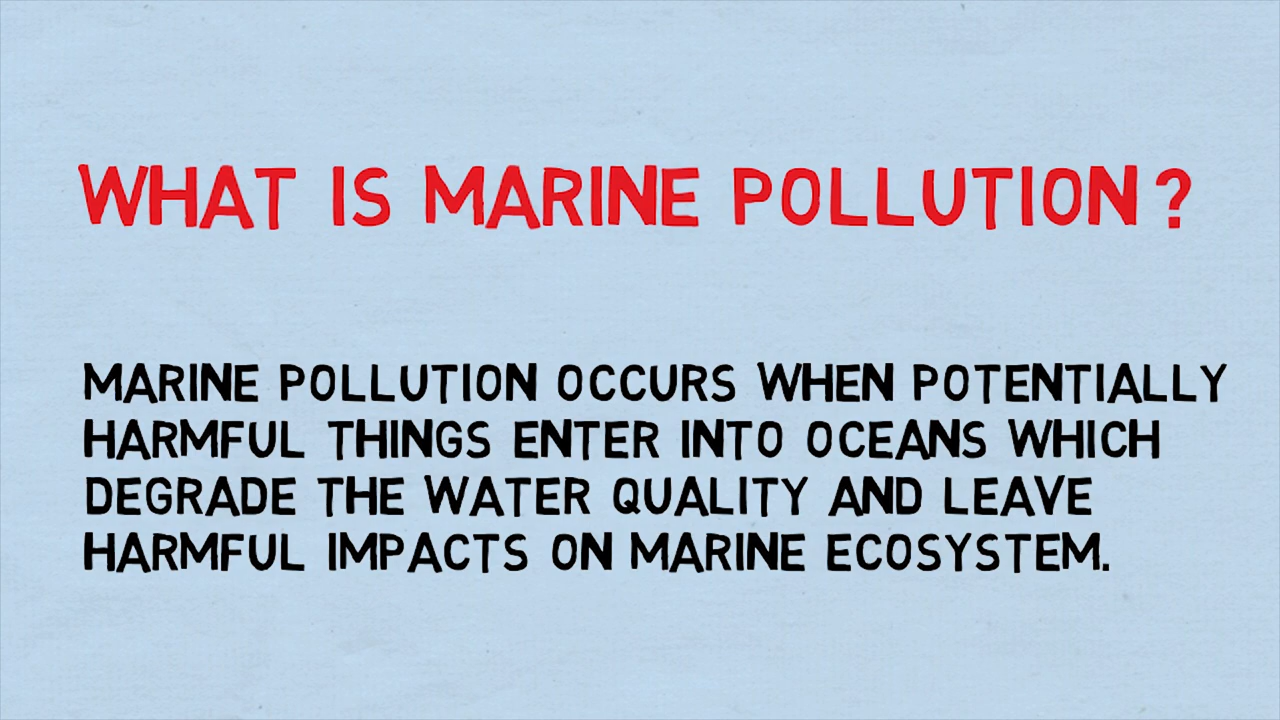 WHAT IS MARINE POLLUTION?
MARINE POLLUTION OCCURS WHEN POTENTIALLY
HARMFUL THINGS ENTER INTO OCEANS WHICH
DEGRADE THE WATER QUALITY AND LEAVE
HARMFUL IMPACTS ON MARINE ECOSYSTEM.